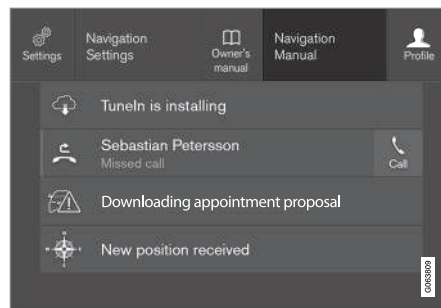 Settings
Navigation
Settings
Owner's
manual
Navigation
Manual
Profile
TuneIn is installing
Sebastian Petersson
Missed call
Call
Downloading appointment proposal
New position received
G063809